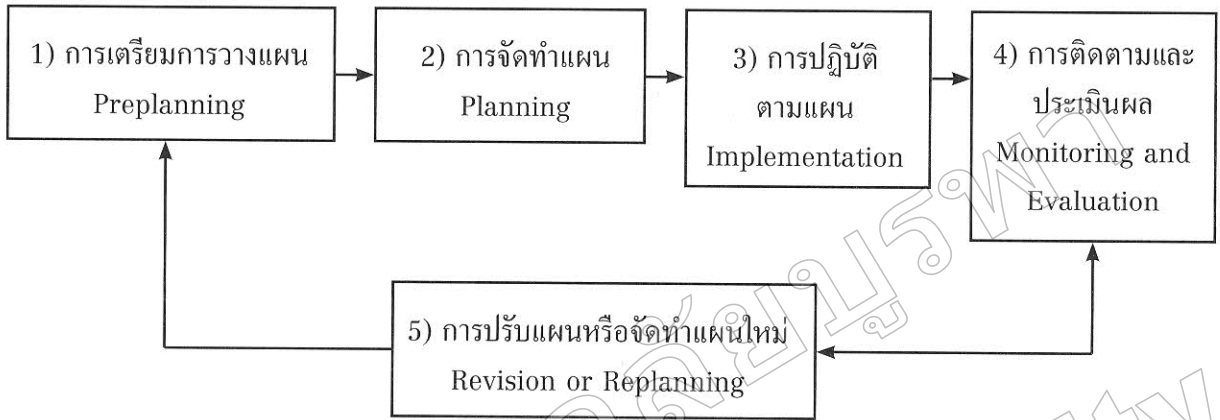 1) การเตรียมการวางแผน
Preplanning
2) การจัดทำแผน
Planning
3) การปฏิบัติ
ตามแผน
Implementation
4) การติดตามและ
ประเมินผล
Monitoring and
Evaluation
5) การปรับแผนหรือจัดทำแผนใหม่
Revision or Replanning